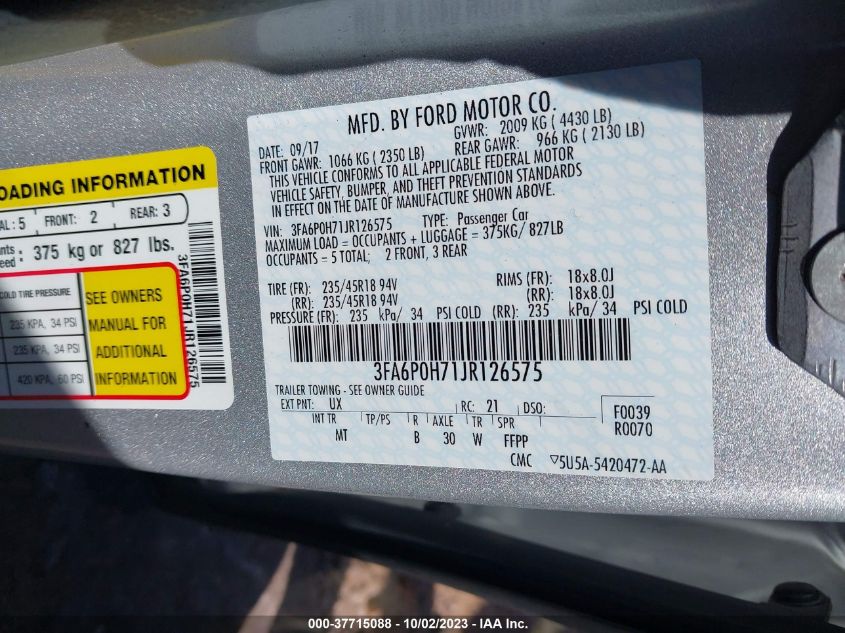 OADING INFORMATION
AL: 5 FRONT: 2 REAR: 3
375 kg or 827 lbs.
COLD TIRE PRESSURE
235 KPA, 34 PSI
235 KPA, 34 PSI
420 KPA, 60 PSI
SEE OWNERS
MANUAL FOR
ADDITIONAL
INFORMATION
3FA6P0H71JR126575
MFD. BY FORD MOTOR CO.
DATE: 09/17 GVWR: 2009 KG ( 4430 LB)
FRONT GAWR: 1066 KG ( 2350 LB) REAR GAWR: 966 KG ( 2130 LB)
THIS VEHICLE CONFORMS TO ALL APPLICABLE FEDERAL MOTOR
VEHICLE SAFETY, BUMPER, AND THEFT PREVENTION STANDARDS
IN EFFECT ON THE DATE OF MANUFACTURE SHOWN ABOVE.
VIN: 3FA6P0H71JR126575 TYPE: Passenger Car
MAXIMUM LOAD = OCCUPANTS + LUGGAGE = 375KG/ 827LB
OCCUPANTS = 5 TOTAL; 2 FRONT, 3 REAR
TIRE (FR): 235/45R18 94V RIMS (FR): 18x8.0J
(RR): 235/45R18 94V (RR): 18x8.0J
PRESSURE (FR): 235 kPa/ 34 PSI COLD (RR): 235 kPa/ 34 PSI COLD
3FA6P0H71JR126575
TRAILER TOWING - SEE OWNER GUIDE
EXT PNT: UX RC: 21 DSO: F0039
INT TR TP/PS R AXLE TR SPR R0070
MT B 30 W FFPP
CMC ▽5U5A-5420472-AA
000-37715088 - 10/02/2023 - IAA Inc.